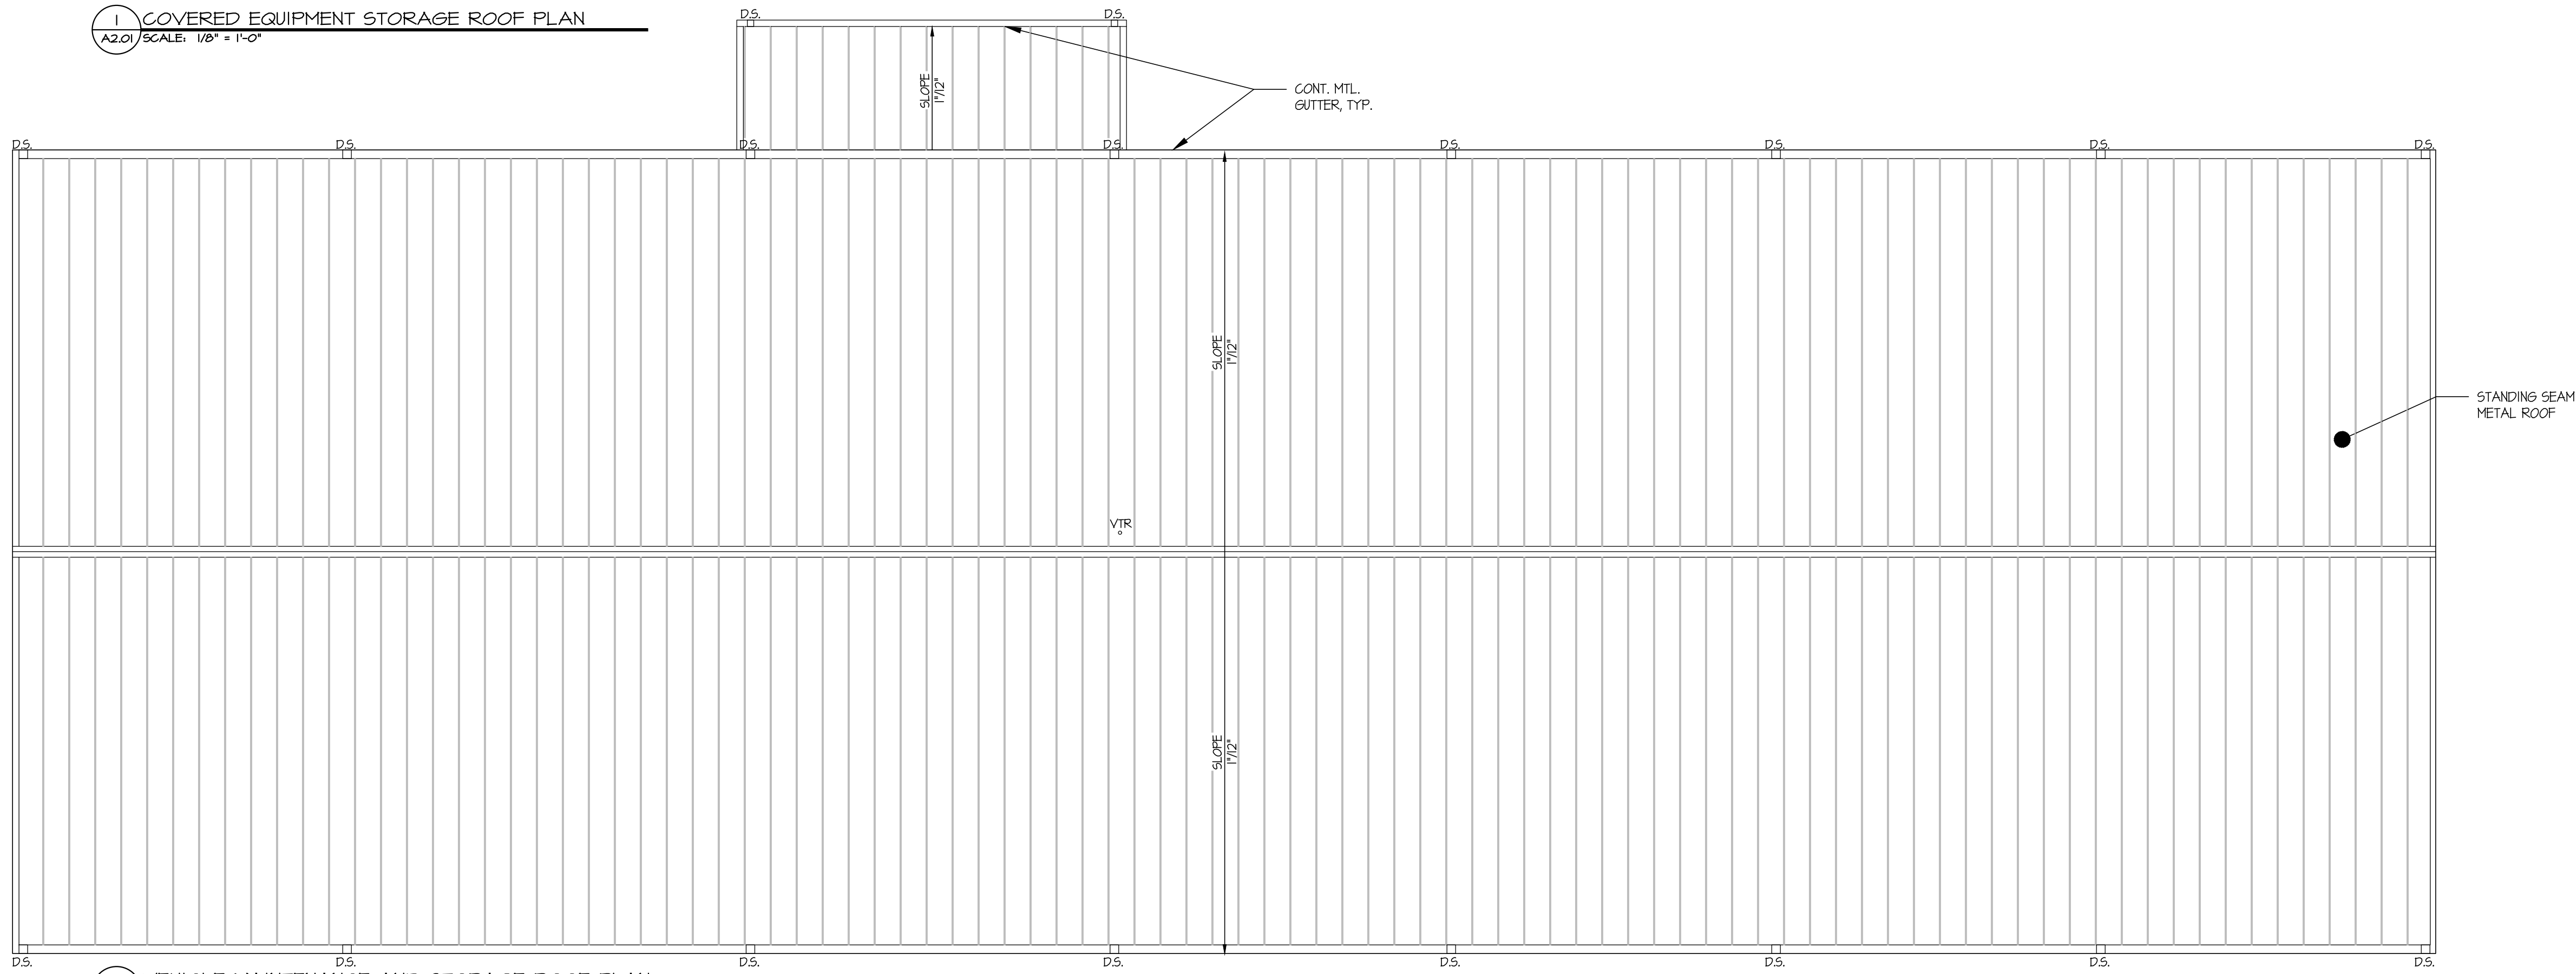 1
COVERED EQUIPMENT STORAGE ROOF PLAN
A2.01
SCALE: 1/8" = 1'-0"
D.S.
D.S.
SLOPE
1"/12"
CONT. MTL.
GUTTER, TYP.
D.S.
D.S.
D.S.
D.S.
D.S.
D.S.
D.S.
D.S.
SLOPE
1"/12"
STANDING SEAM
METAL ROOF
VTR
SLOPE
1"/12"
D.S.
D.S.
D.S.
D.S.
D.S.
D.S.
D.S.
D.S.